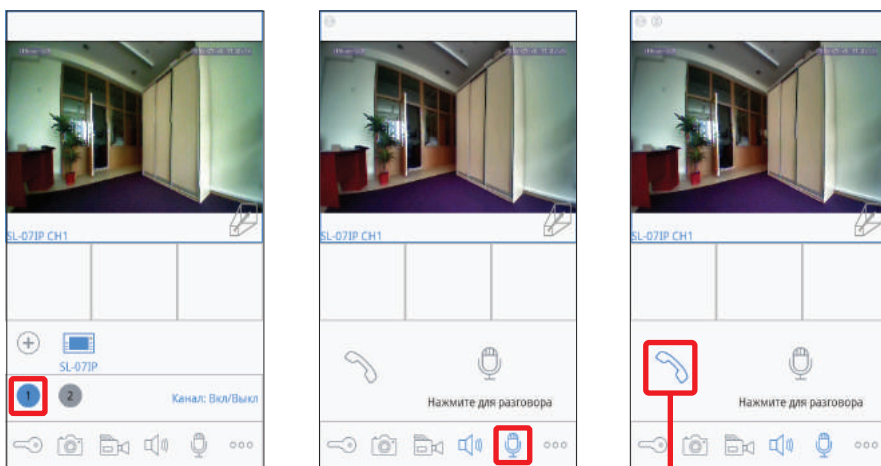 SL-07IP CH1
SL-07IP
1
2
Канал: Вкл/Выкл
SL-07IP CH1
Нажмите для разговора
SL-07IP CH1
Нажмите для разговора